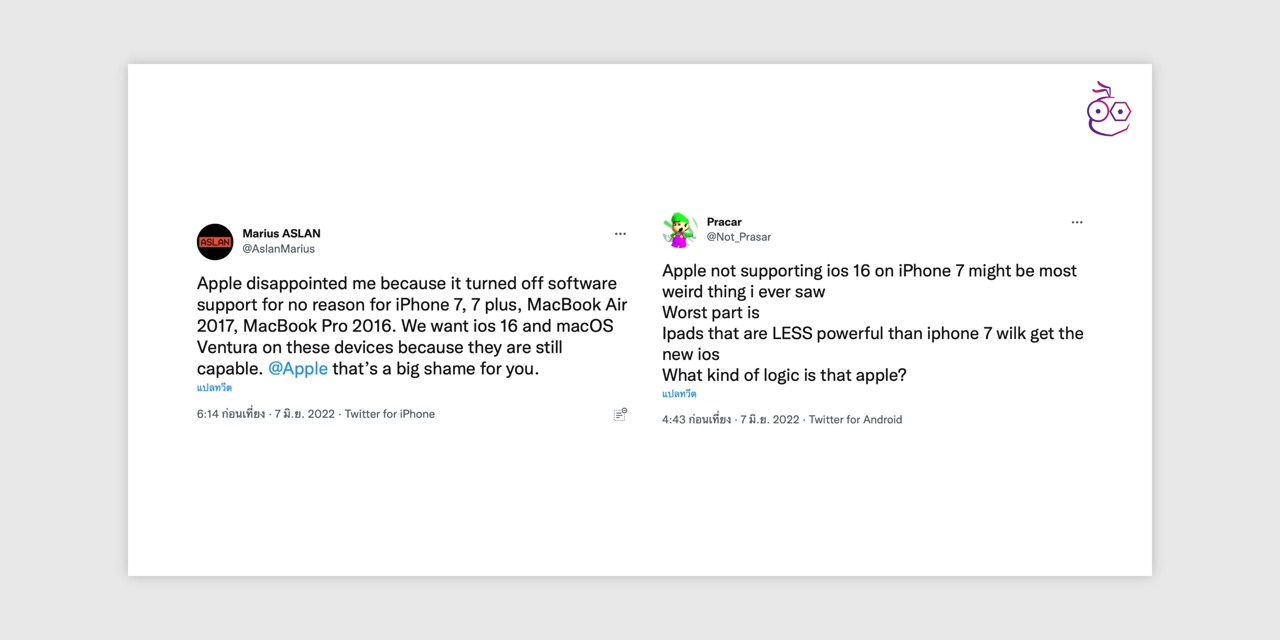 ASLAN
Marius ASLAN
@AslanMarius
Apple disappointed me because it turned off software
support for no reason for iPhone 7, 7 plus, MacBook Air
2017, MacBook Pro 2016. We want ios 16 and macOS
Ventura on these devices because they are still
capable. @Apple that’s a big shame for you.
แปลทวีต
6:14 ก่อนเที่ยง · 7 มิ.ย. 2022 · Twitter for iPhone
Pracar
@Not_Prasar
Apple not supporting ios 16 on iPhone 7 might be most
weird thing i ever saw
Worst part is
Ipads that are LESS powerful than iphone 7 wilk get the
new ios
What kind of logic is that apple?
แปลทวีต
4:43 ก่อนเที่ยง · 7 มิ.ย. 2022 · Twitter for Android